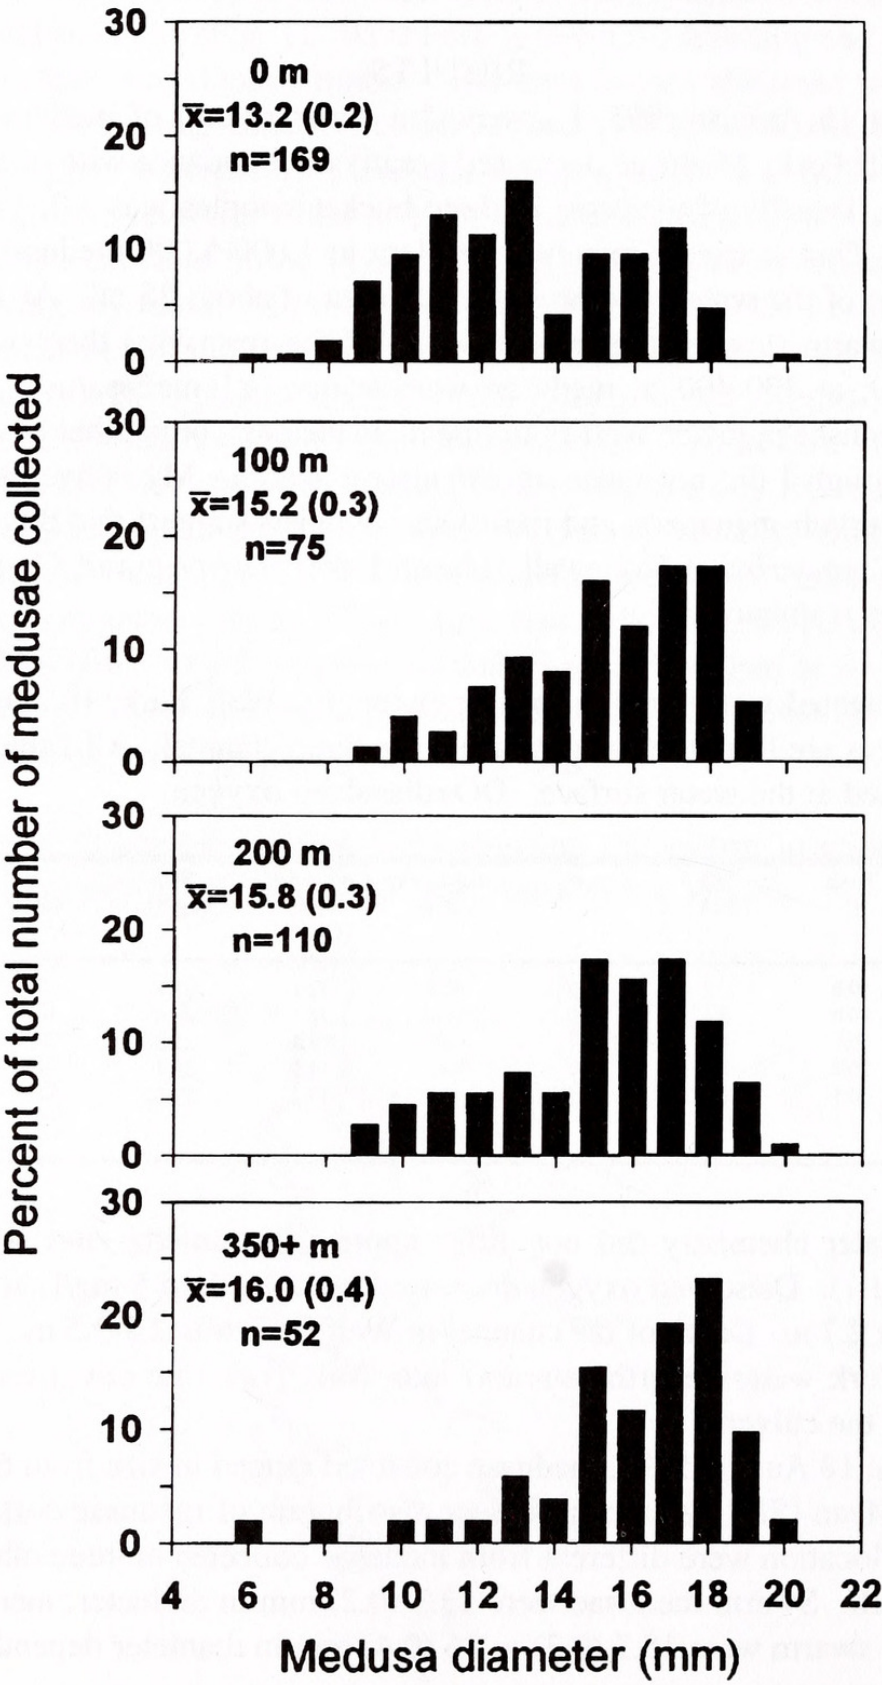 Percent of total number of medusae collected
30
20
10
0
0 m
x̅=13.2 (0.2)
n=169
30
20
10
0
100 m
x̅=15.2 (0.3)
n=75
30
20
10
0
200 m
x̅=15.8 (0.3)
n=110
30
20
10
0
350+ m
x̅=16.0 (0.4)
n=52
4 6 8 10 12 14 16 18 20 22
Medusa diameter (mm)